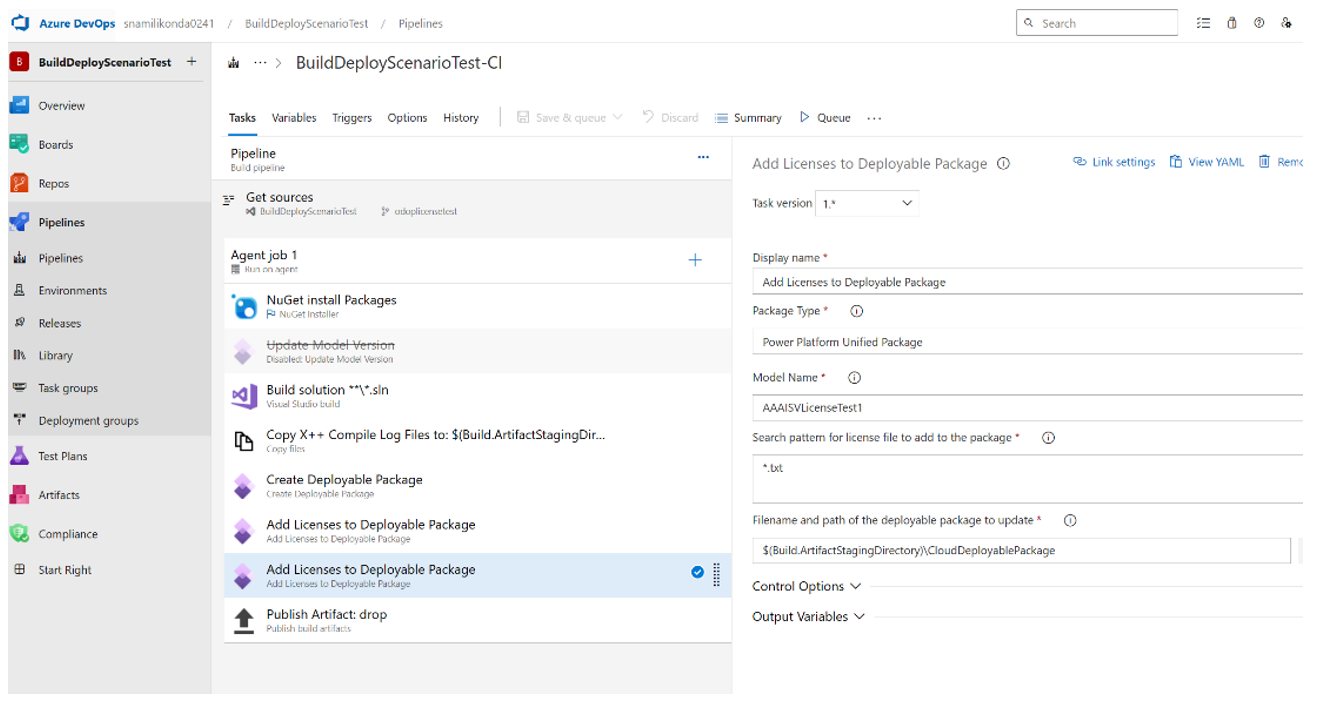 Azure DevOps snamilikonda0241 / BuildDeployScenarioTest / Pipelines
Search
B BuildDeployScenarioTest +
Overview
Boards
Repos
Pipelines
Pipelines
Environments
Releases
Library
Task groups
Deployment groups
Test Plans
Artifacts
Compliance
Start Right
··· > BuildDeployScenarioTest-CI
Tasks Variables Triggers Options History Save & queue Discard Summary Queue ···
Pipeline
Build pipeline
Get sources
BuildDeployScenarioTest odoplicensetest
Agent job 1
Run on agent
NuGet install Packages
NuGet Installer
Update Model Version
Disabled: Update Model Version
Build solution **\*.sln
Visual Studio build
Copy X++ Compile Log Files to: $(Build.ArtifactStagingDir...
Copy files
Create Deployable Package
Create Deployable Package
Add Licenses to Deployable Package
Add Licenses to Deployable Package
Add Licenses to Deployable Package
Add Licenses to Deployable Package
Publish Artifact: drop
Publish build artifacts
Add Licenses to Deployable Package Link settings View YAML Remo
Task version 1.*
Display name *
Add Licenses to Deployable Package
Package Type *
Power Platform Unified Package
Model Name *
AAAISVLicenseTest1
Search pattern for license file to add to the package *
*.txt
Filename and path of the deployable package to update *
$(Build.ArtifactStagingDirectory)\CloudDeployablePackage
Control Options
Output Variables